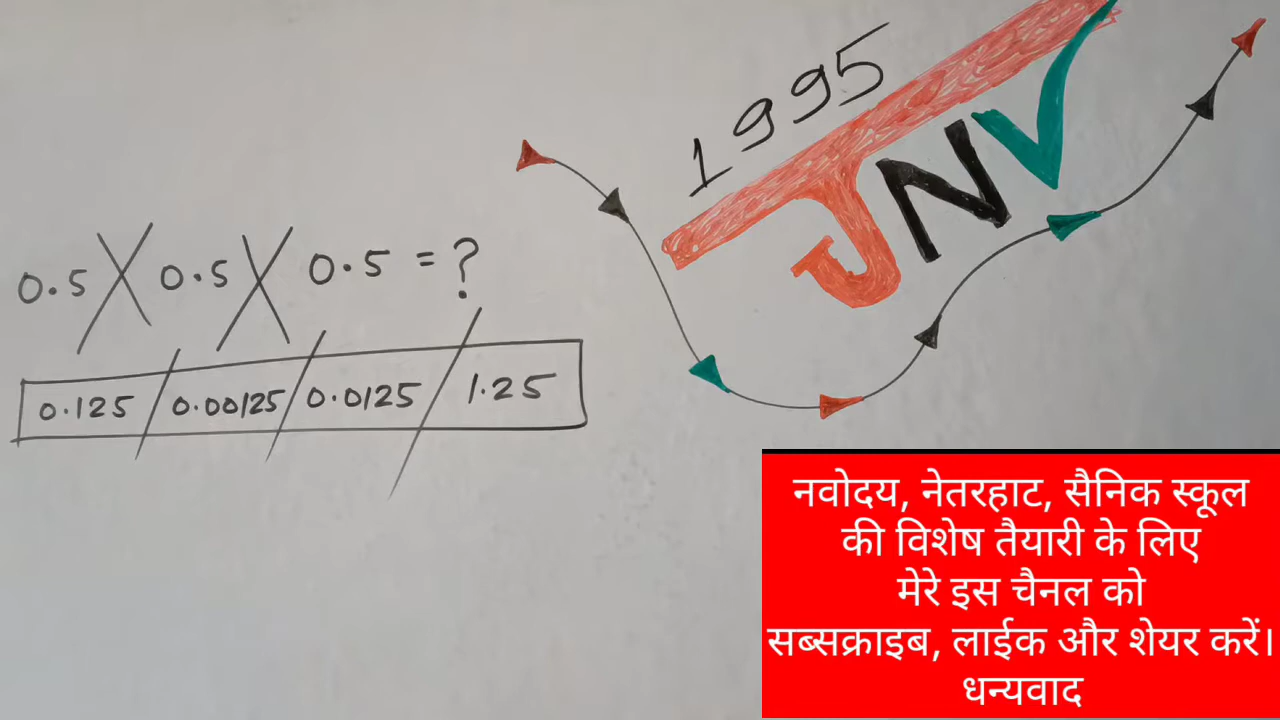 1995
JNV
0.5 X 0.5 X 0.5 = ?
0.125 / 0.00125 / 0.0125 / 1.25
नवोदय, नेतरहाट, सैनिक स्कूल
की विशेष तैयारी के लिए
मेरे इस चैनल को
सब्सक्राइब, लाईक और शेयर करें।
धन्यवाद